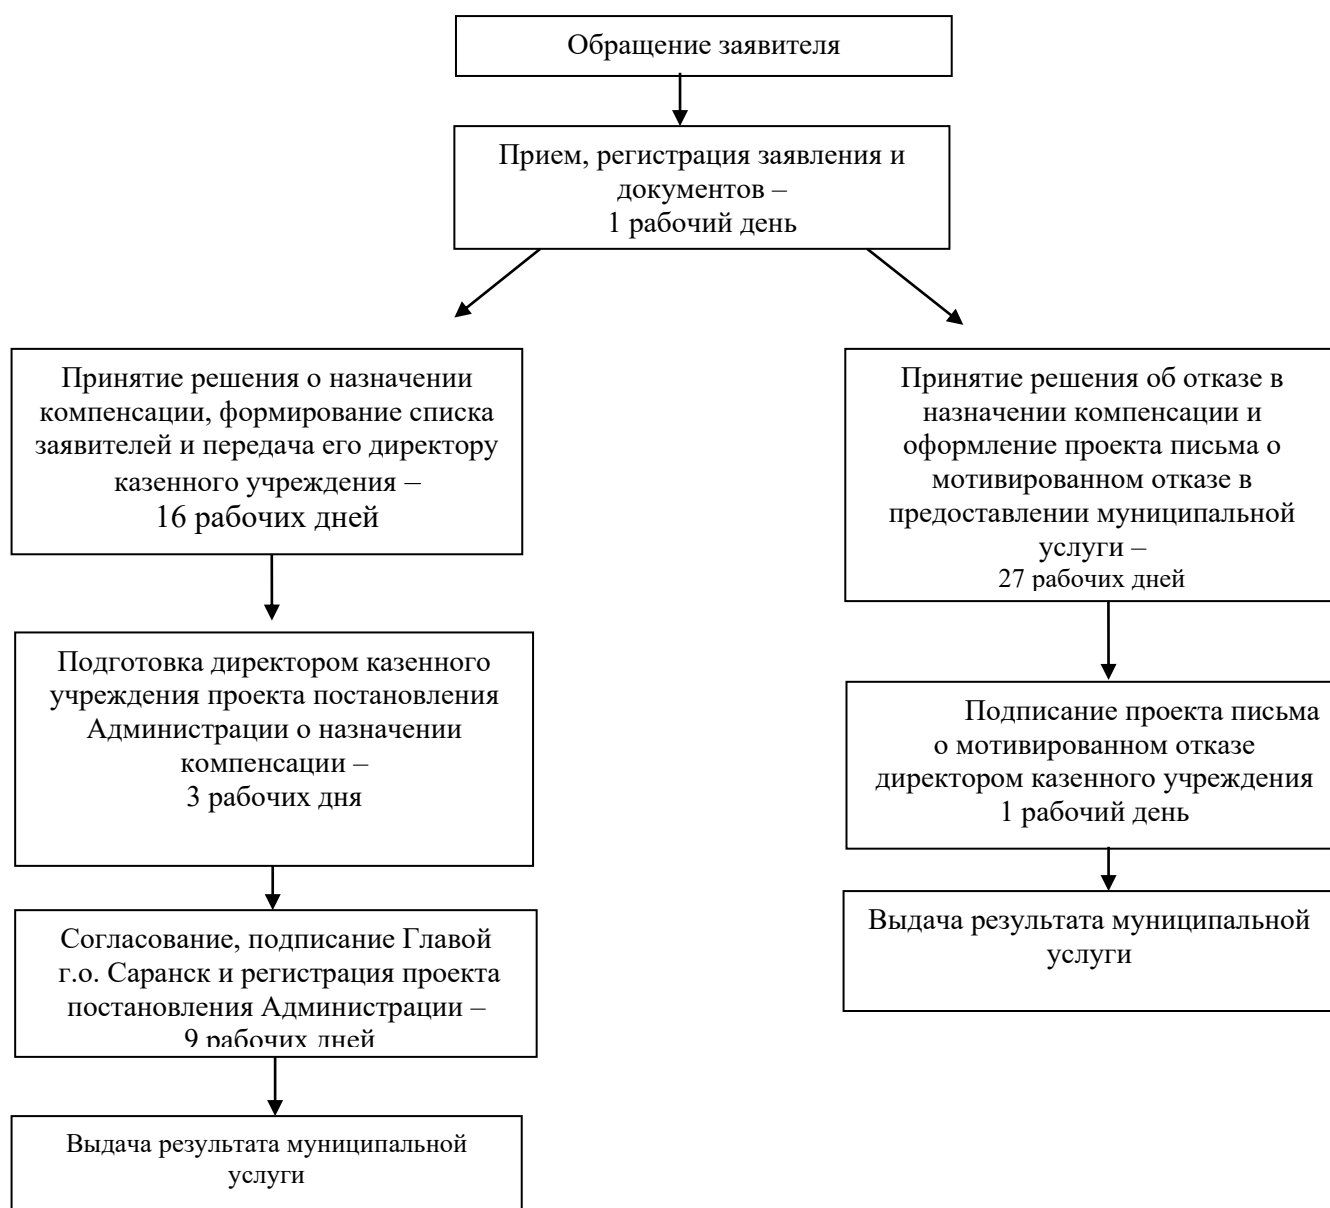 Обращение заявителя
Прием, регистрация заявления и
документов –
1 рабочий день
Принятие решения о назначении
компенсации, формирование списка
заявителей и передача его директору
казенного учреждения –
16 рабочих дней
Подготовка директором казенного
учреждения проекта постановления
Администрации о назначении
компенсации –
3 рабочих дня
Согласование, подписание Главой
г.о. Саранск и регистрация проекта
постановления Администрации –
9 рабочих дней
Выдача результата муниципальной
услуги
Принятие решения об отказе в
назначении компенсации и
оформление проекта письма о
мотивированном отказе в
предоставлении муниципальной
услуги –
27 рабочих дней
Подписание проекта письма
о мотивированном отказе
директором казенного учреждения
1 рабочий день
Выдача результата муниципальной
услуги